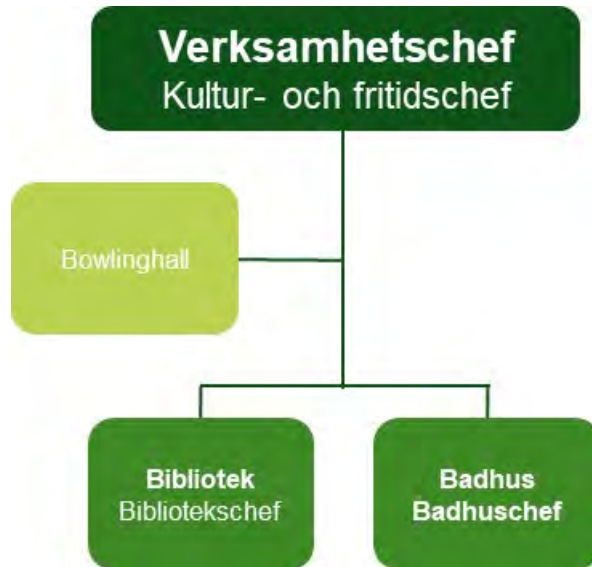 Verksamhetschef
Kultur- och fritidschef
Bowlinghall
Bibliotek
Bibliotekschef
Badhus
Badhuschef